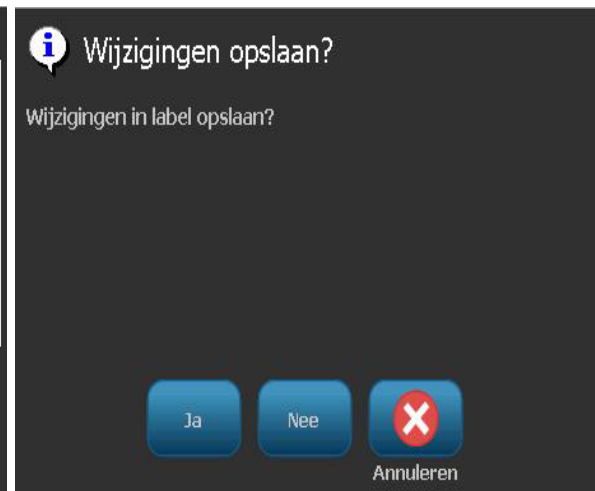 Wijzigingen opslaan?
Wijzigingen in label opslaan?
Ja
Nee
Annuleren